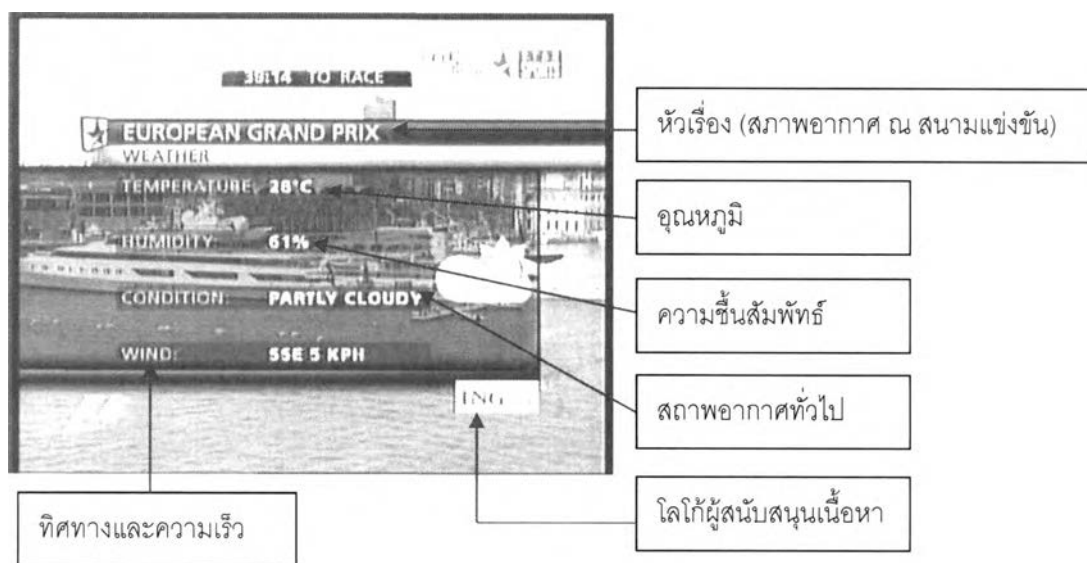 39:14 TO RACE
EUROPEAN GRAND PRIX
WEATHER
TEMPERATURE: 28°C
HUMIDITY: 61%
CONDITION: PARTLY CLOUDY
WIND: SSE 5 KPH
ING
หัวเรื่อง (สภาพอากาศ ณ สนามแข่งขัน)
อุณหภูมิ
ความชื้นสัมพัทธ์
สถาพอากาศทั่วไป
โลโก้ผู้สนับสนุนเนื้อหา
ทิศทางและความเร็ว